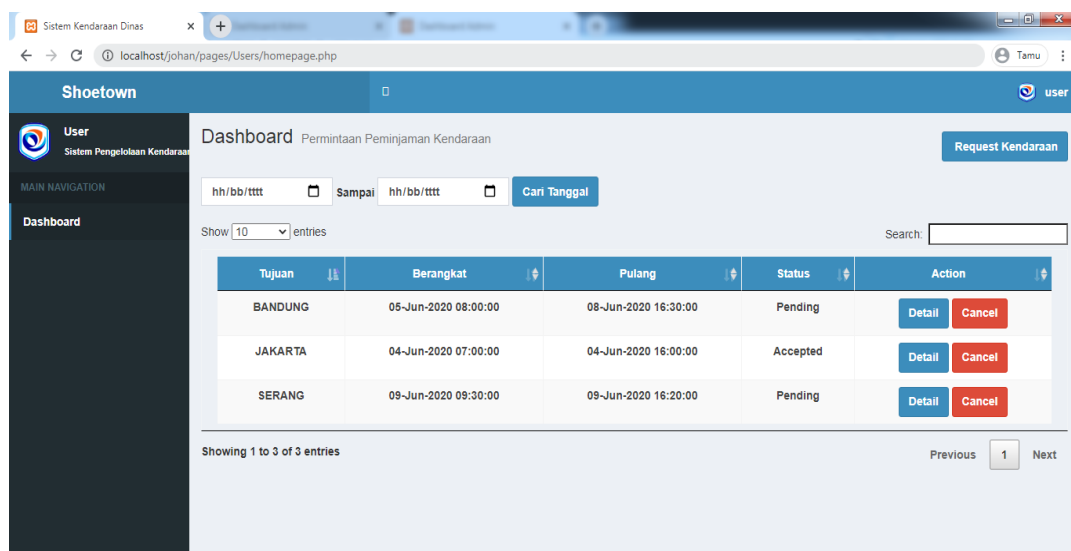 Sistem Kendaraan Dinas
localhost/johan/pages/Users/homepage.php
Tamu
Shoetown
user
User
Sistem Pengelolaan Kendaraan
MAIN NAVIGATION
Dashboard
Dashboard Permintaan Peminjaman Kendaraan
Request Kendaraan
hh/bb/tttt Sampai hh/bb/tttt Cari Tanggal
Show 10 entries
Search:
Tujuan Berangkat Pulang Status Action
BANDUNG 05-Jun-2020 08:00:00 08-Jun-2020 16:30:00 Pending Detail Cancel
JAKARTA 04-Jun-2020 07:00:00 04-Jun-2020 16:00:00 Accepted Detail Cancel
SERANG 09-Jun-2020 09:30:00 09-Jun-2020 16:20:00 Pending Detail Cancel
Showing 1 to 3 of 3 entries
Previous 1 Next